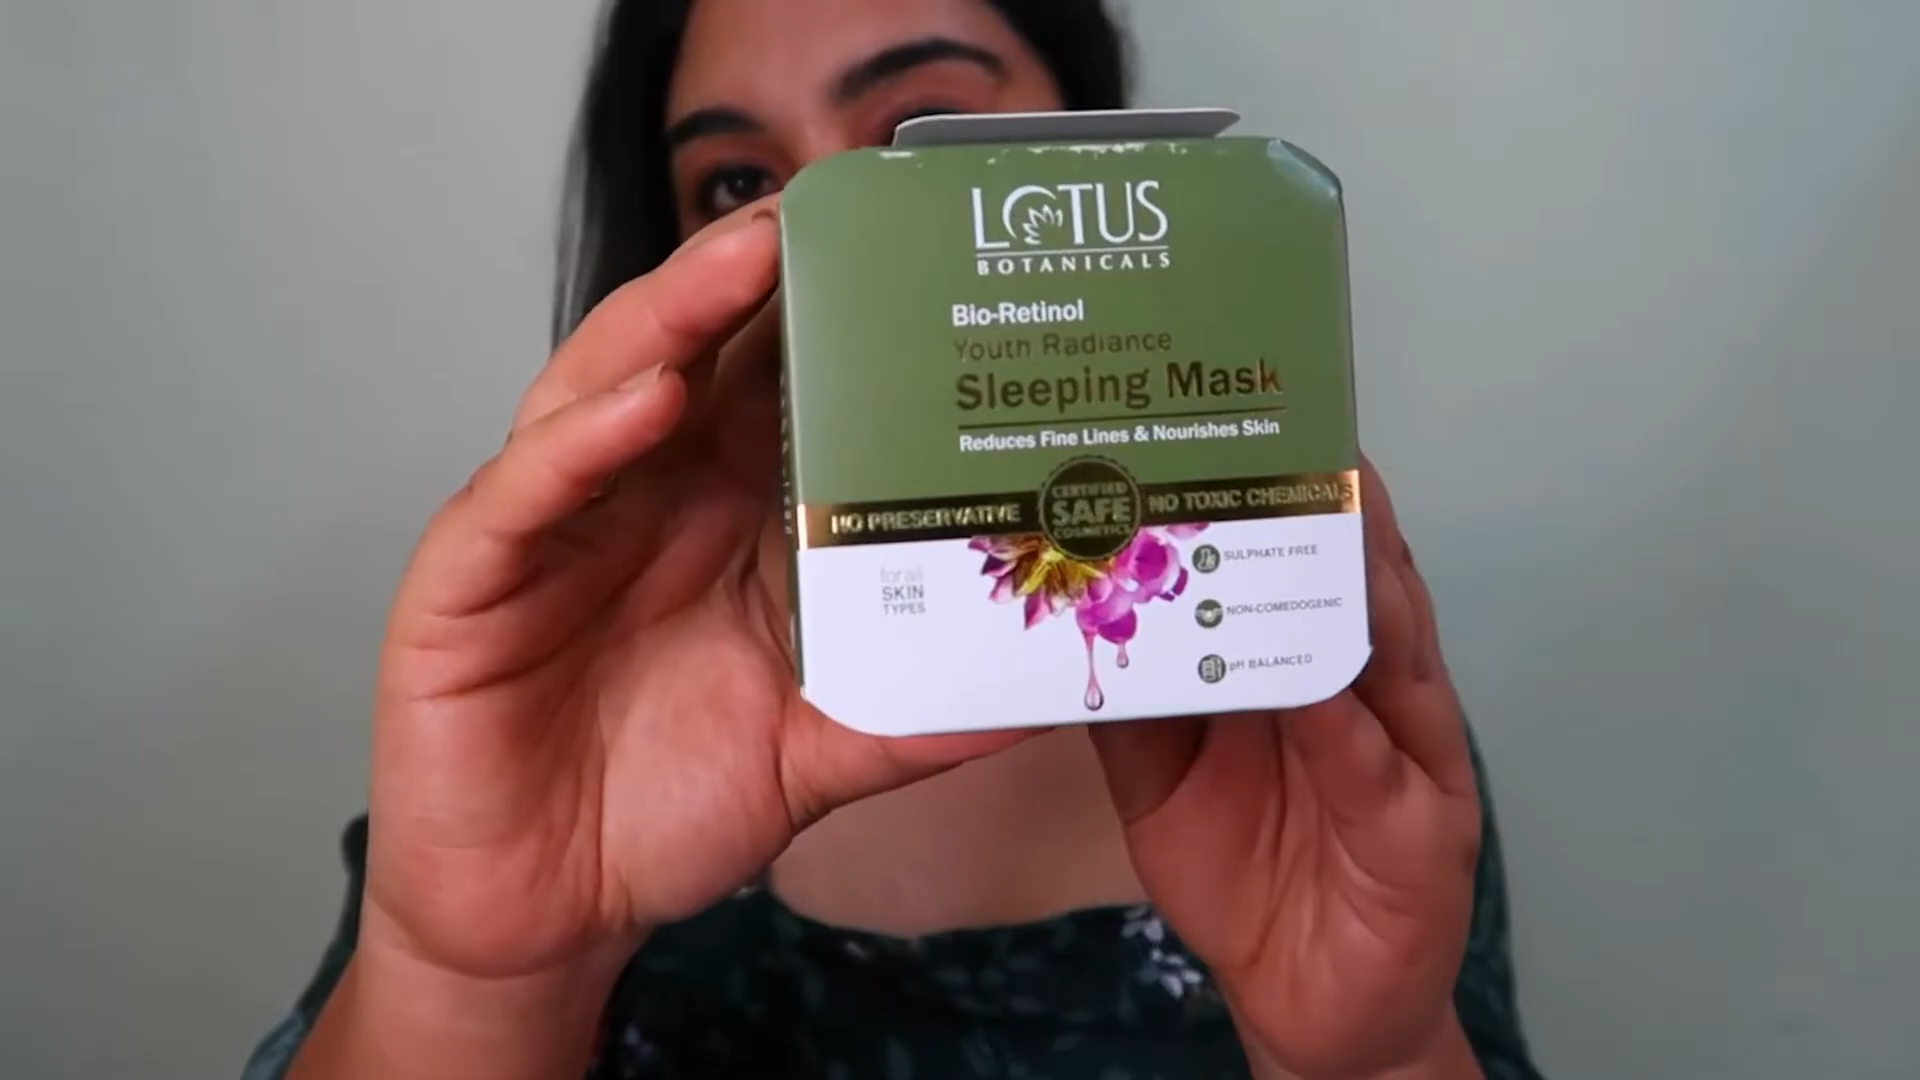 LOTUS
BOTANICALS
Bio-Retinol
Youth Radiance
Sleeping Mask
Reduces Fine Lines & Nourishes Skin
NO PRESERVATIVE
CERTIFIED
SAFE
COSMETICS
NO TOXIC CHEMICALS
for all
SKIN
TYPES
SULPHATE FREE
NON-COMEDOGENIC
pH BALANCED